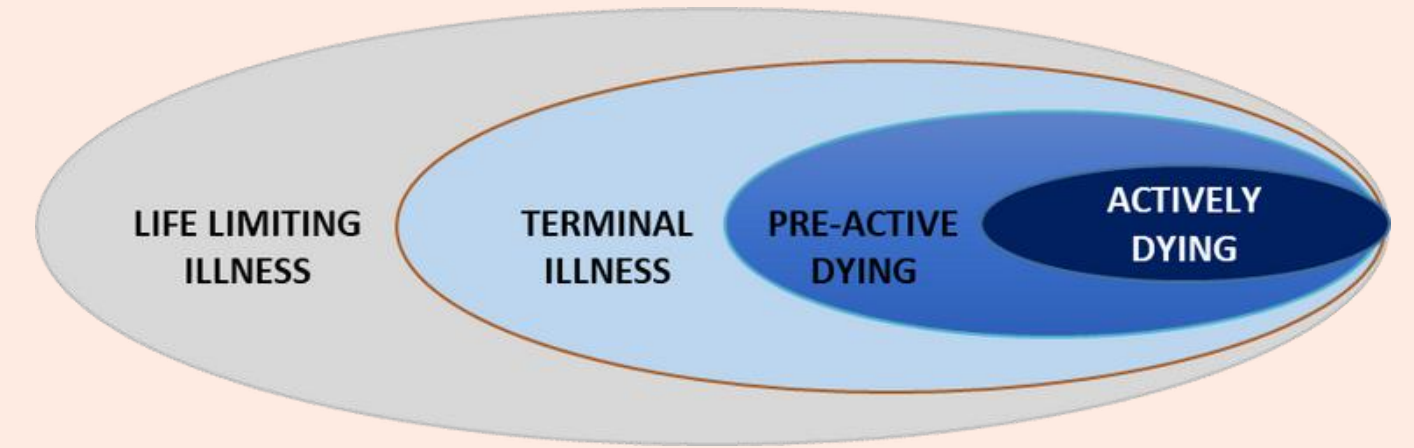 LIFE LIMITING
ILLNESS
TERMINAL
ILLNESS
PRE-ACTIVE
DYING
ACTIVELY
DYING